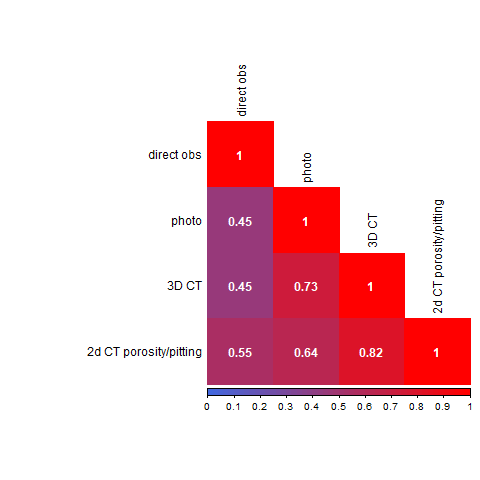 direct obs
direct obs 1
photo
photo 0.45 1
3D CT
3D CT 0.45 0.73 1
2d CT porosity/pitting
2d CT porosity/pitting 0.55 0.64 0.82 1
0 0.1 0.2 0.3 0.4 0.5 0.6 0.7 0.8 0.9 1